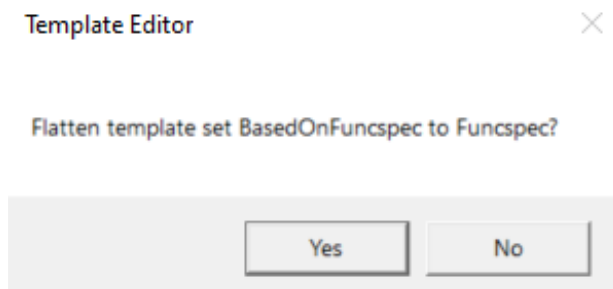 Template Editor
Flatten template set BasedOnFuncspec to Funcspec?
Yes
No